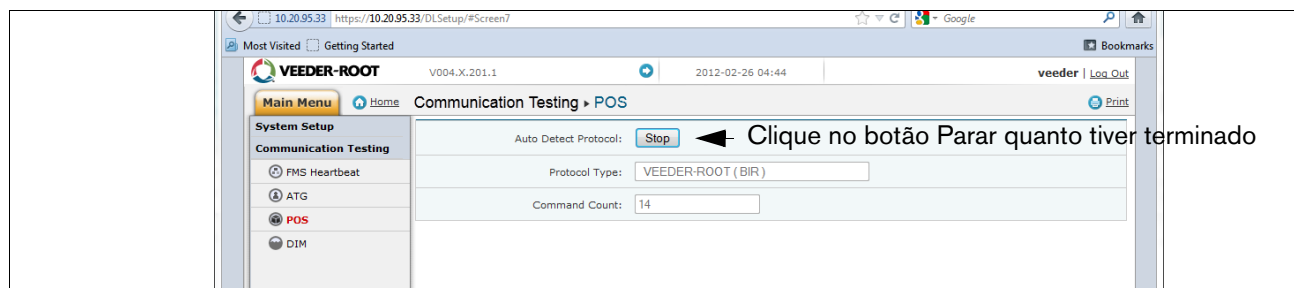 10.20.95.33 https://10.20.95.33/DLSetup/#Screen7 Google
Most Visited Getting Started Bookmarks
VEEDER-ROOT V004.X.201.1 2012-02-26 04:44 veeder | Log Out
Main Menu Home Communication Testing ▸ POS Print
System Setup
Communication Testing
FMS Heartbeat
ATG
POS
DIM
Auto Detect Protocol: Stop Clique no botão Parar quanto tiver terminado
Protocol Type: VEEDER-ROOT ( BIR )
Command Count: 14